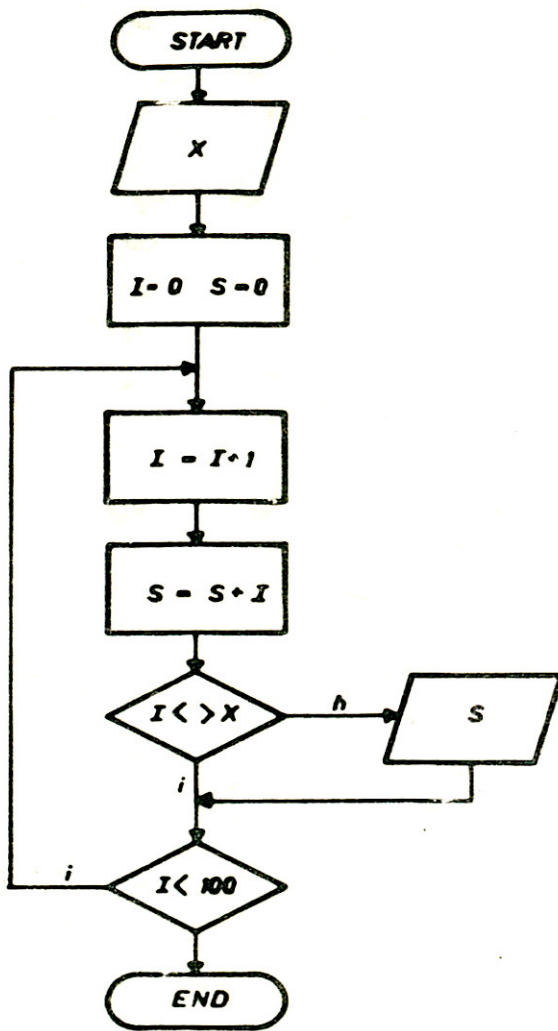 START
X
I = 0 S = 0
I = I + 1
S = S + I
I < > X
h
S
i
I < 100
i
END